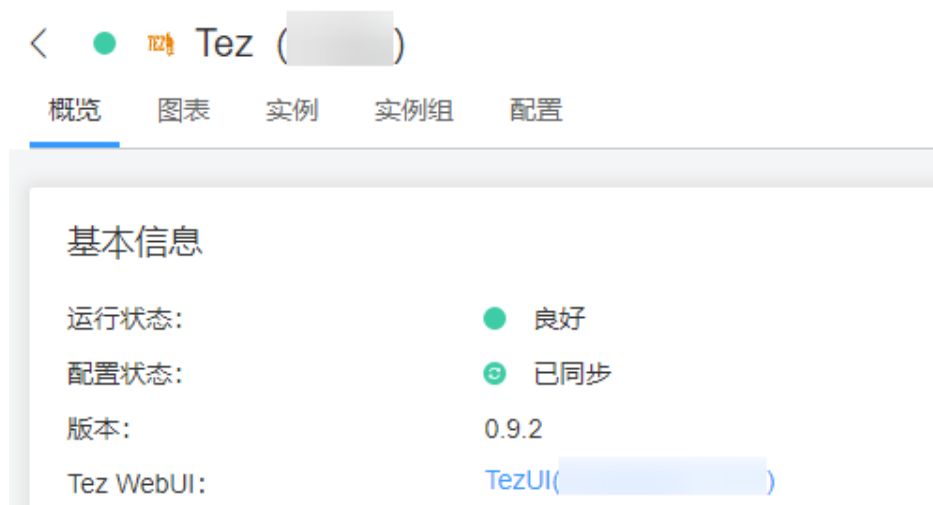 Tez ( )
概览 图表 实例 实例组 配置
基本信息
运行状态： 良好
配置状态： 已同步
版本： 0.9.2
Tez WebUI： TezUI( )